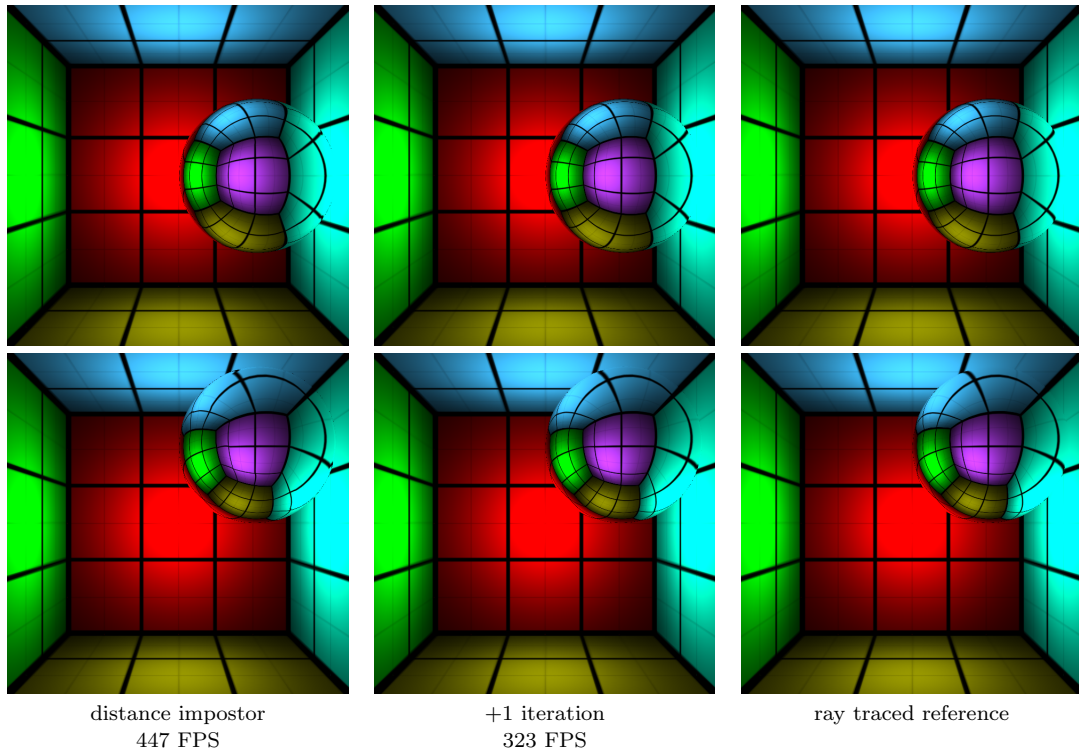 distance impostor
447 FPS
+1 iteration
323 FPS
ray traced reference